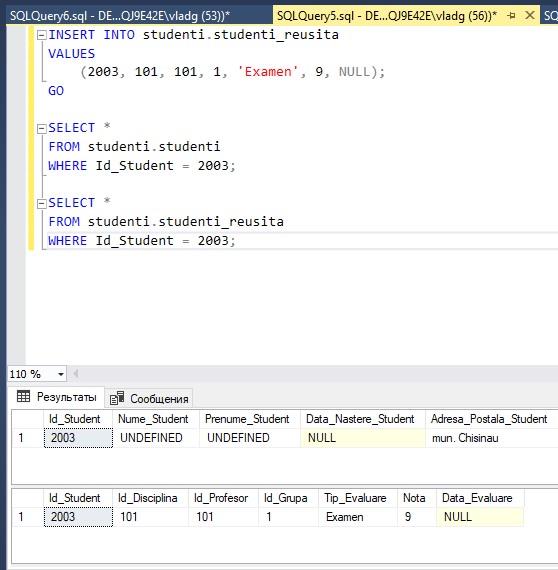 SQLQuery6.sql - DE...QJ9E42E\vladg (53))*
SQLQuery5.sql - DE...QJ9E42E\vladg (56))*
SQ
INSERT INTO studenti.studenti_reusita
VALUES
(2003, 101, 101, 1, 'Examen', 9, NULL);
GO
SELECT *
FROM studenti.studenti
WHERE Id_Student = 2003;
SELECT *
FROM studenti.studenti_reusita
WHERE Id_Student = 2003;
110 %
Результаты Сообщения
Id_Student Nume_Student Prenume_Student Data_Nastere_Student Adresa_Postala_Student
1 2003 UNDEFINED UNDEFINED NULL mun. Chisinau
Id_Student Id_Disciplina Id_Profesor Id_Grupa Tip_Evaluare Nota Data_Evaluare
1 2003 101 101 1 Examen 9 NULL